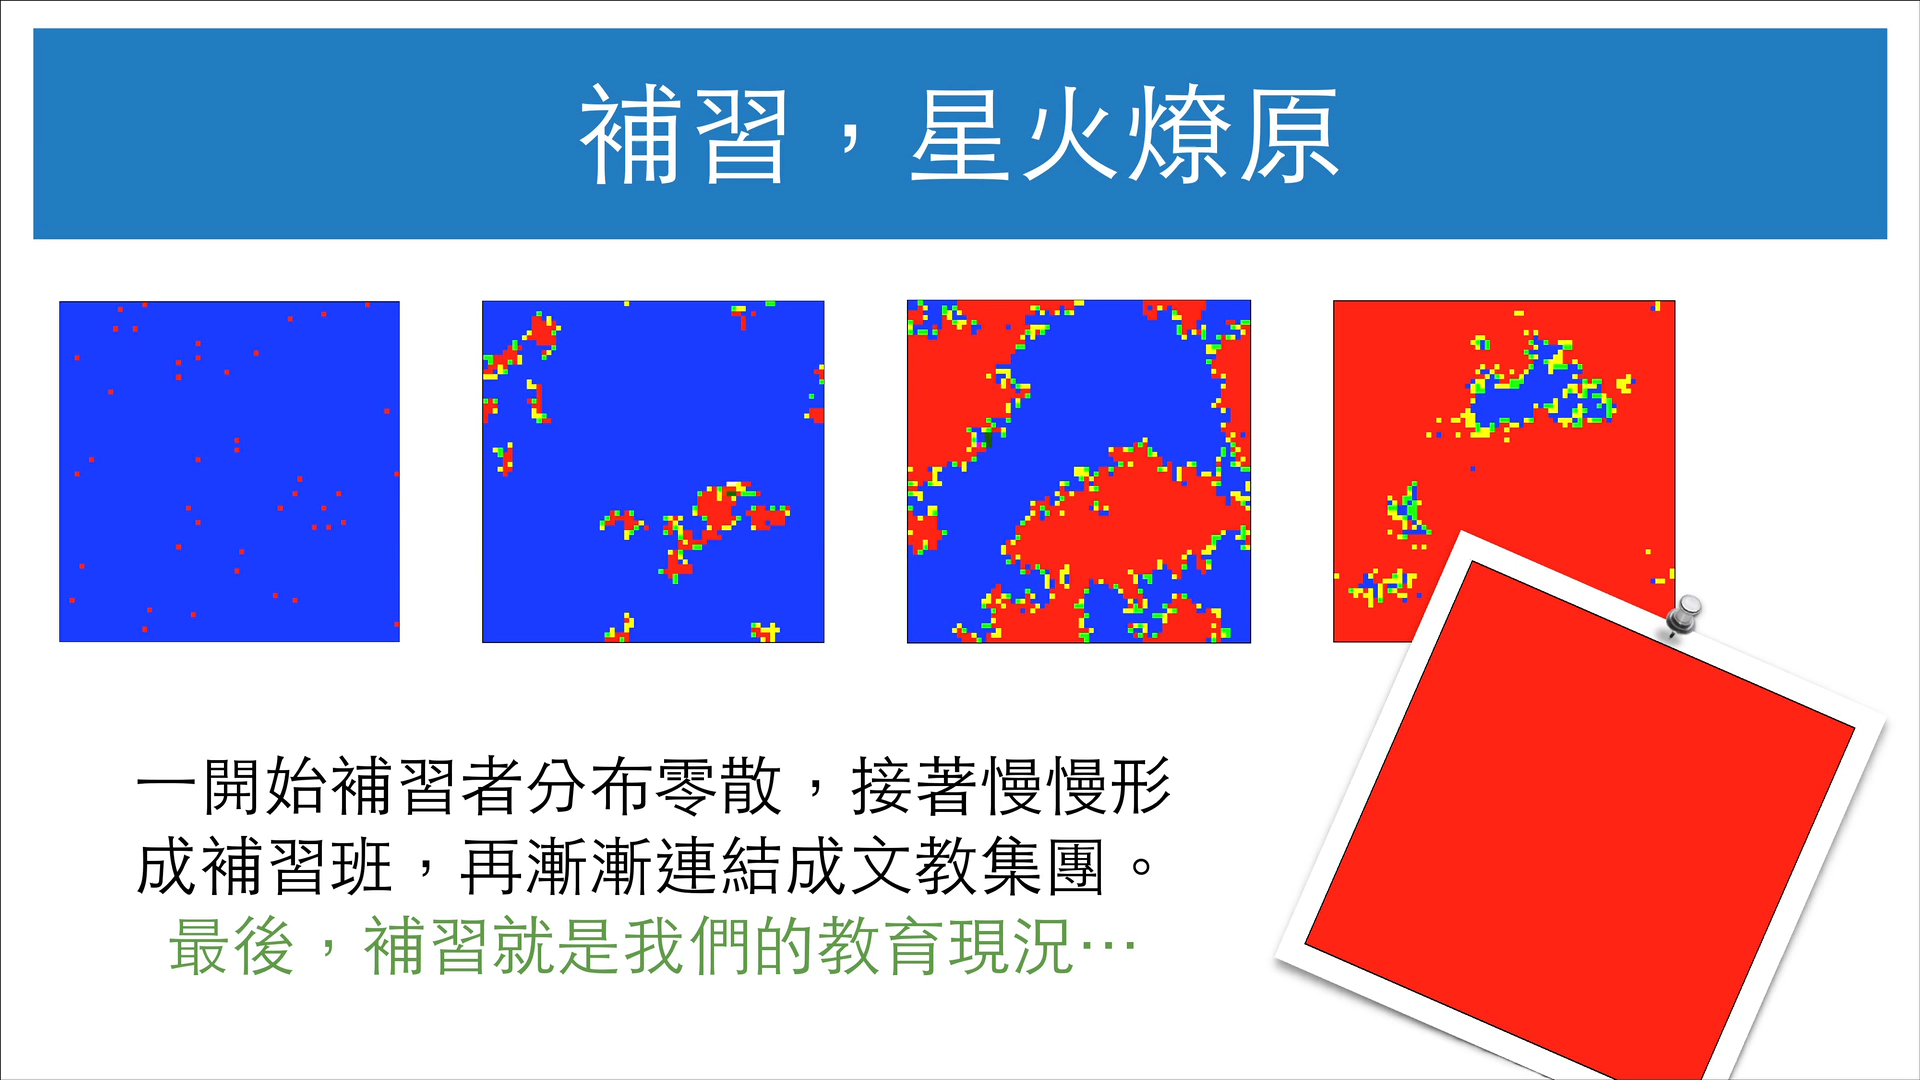 補習，星火燎原
一開始補習者分布零散，接著慢慢形
成補習班，再漸漸連結成文教集團。
最後，補習就是我們的教育現況⋯